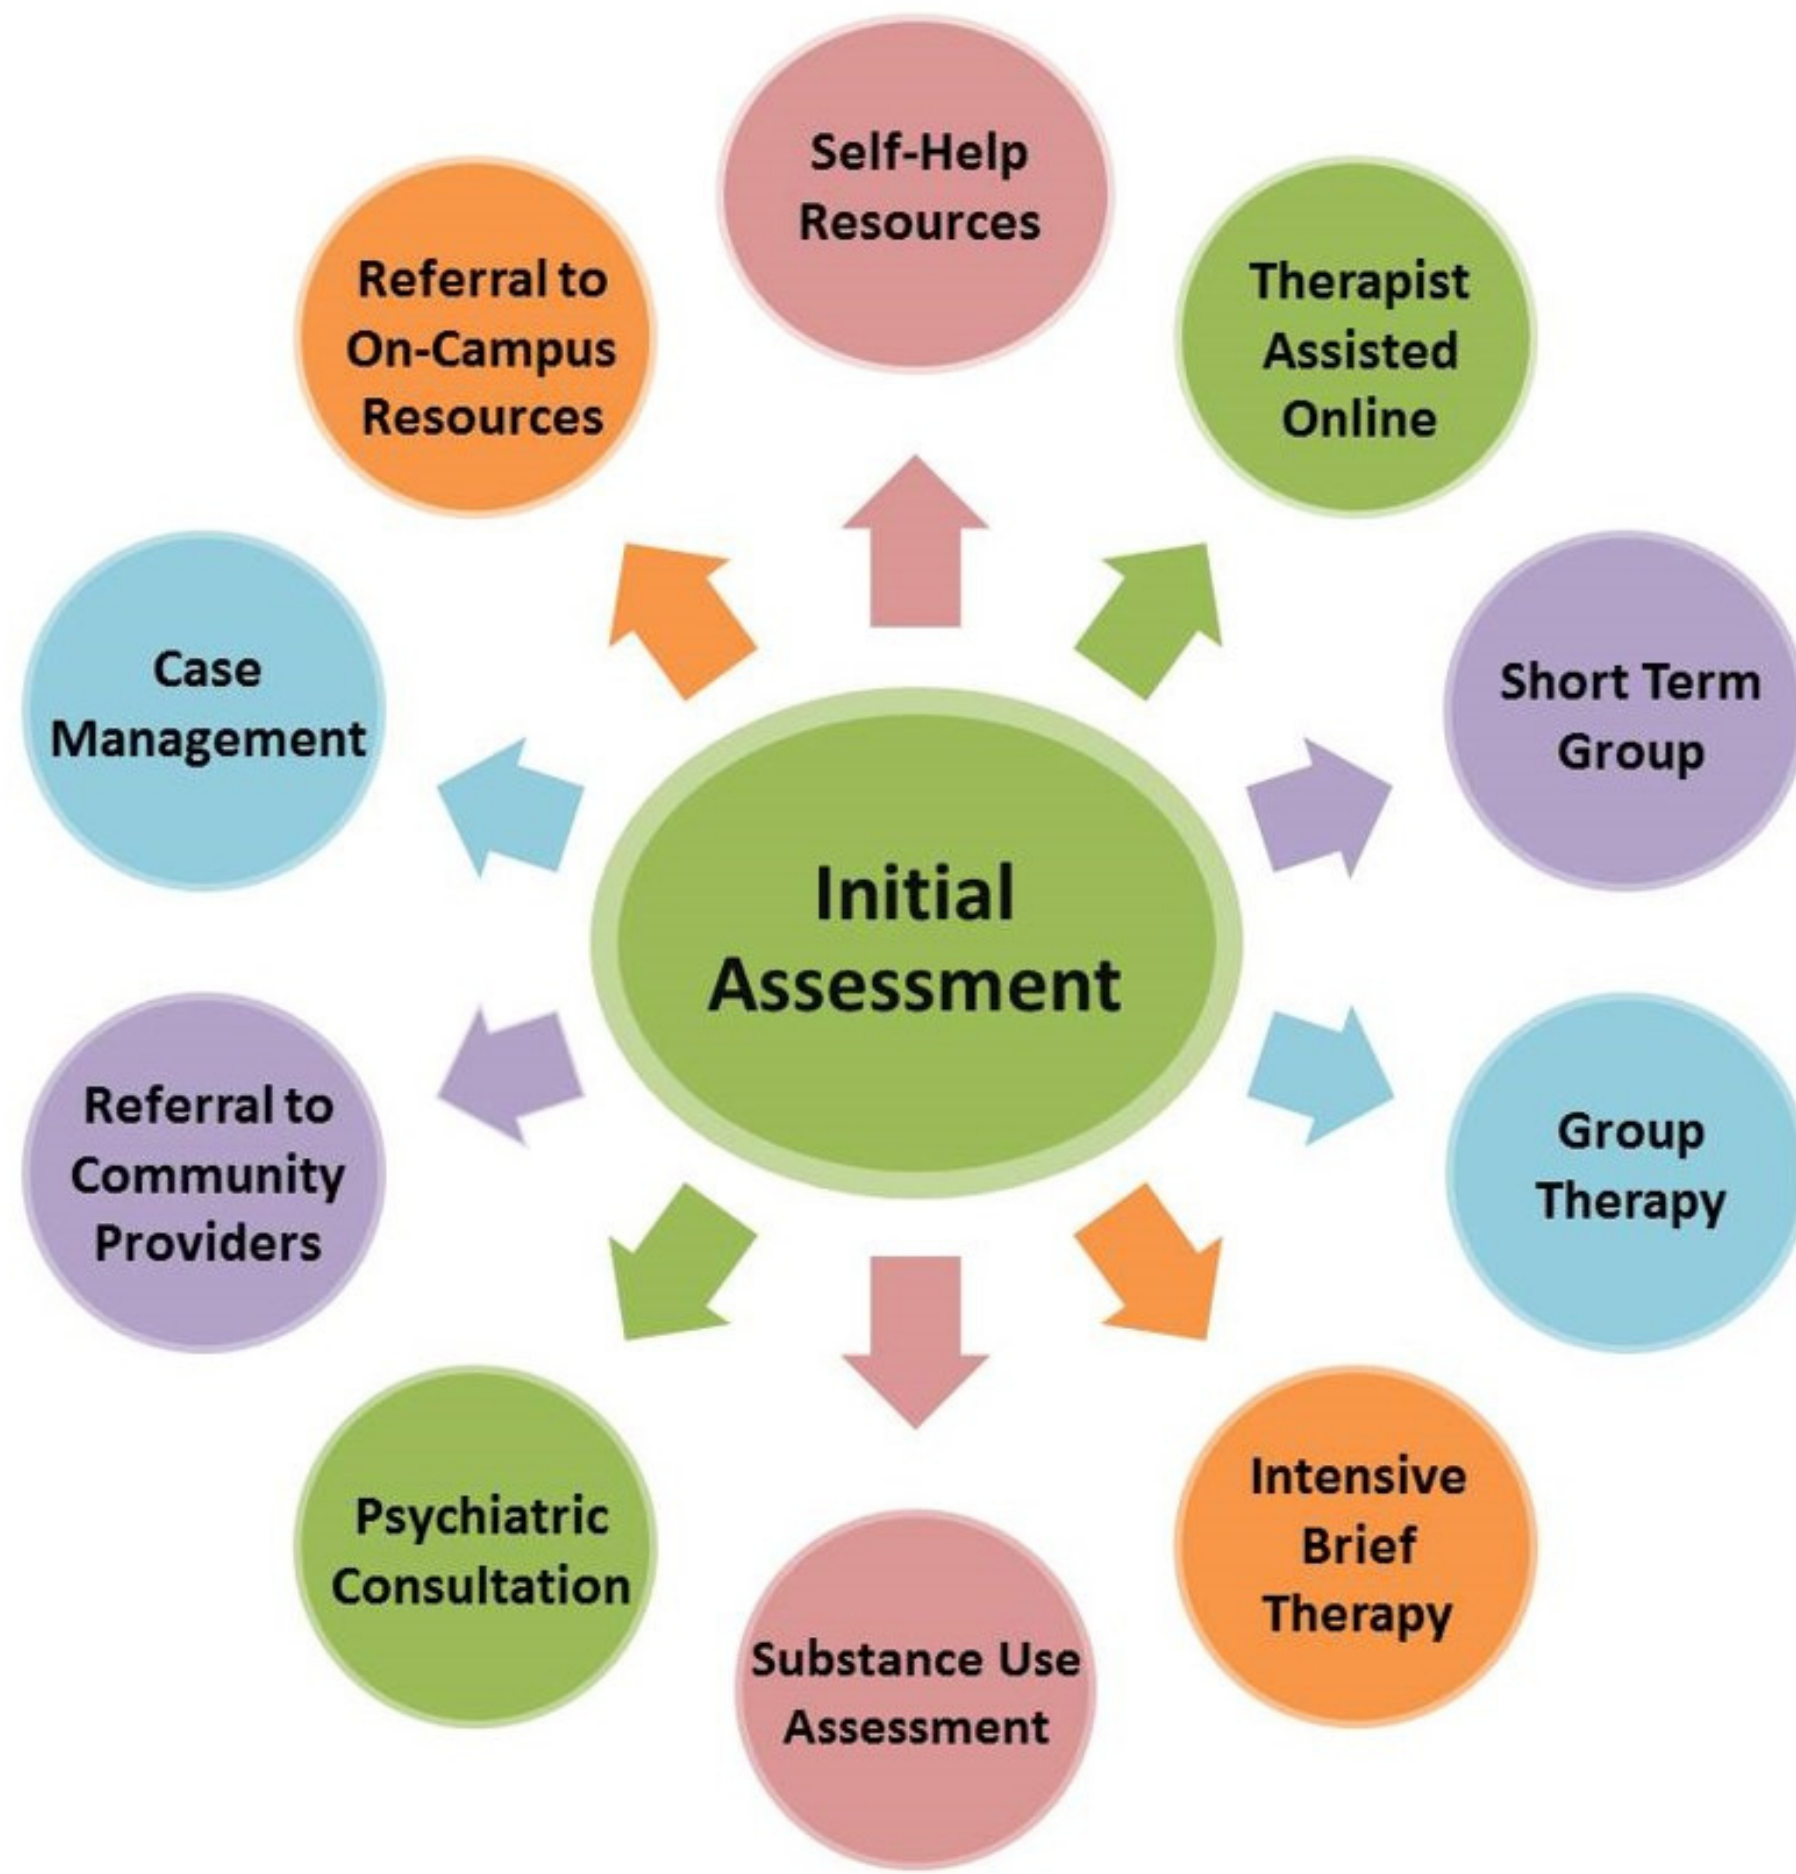 Self-Help
Resources
Therapist
Assisted
Online
Short Term
Group
Group
Therapy
Intensive
Brief
Therapy
Substance Use
Assessment
Psychiatric
Consultation
Referral to
Community
Providers
Case
Management
Referral to
On-Campus
Resources
Initial
Assessment